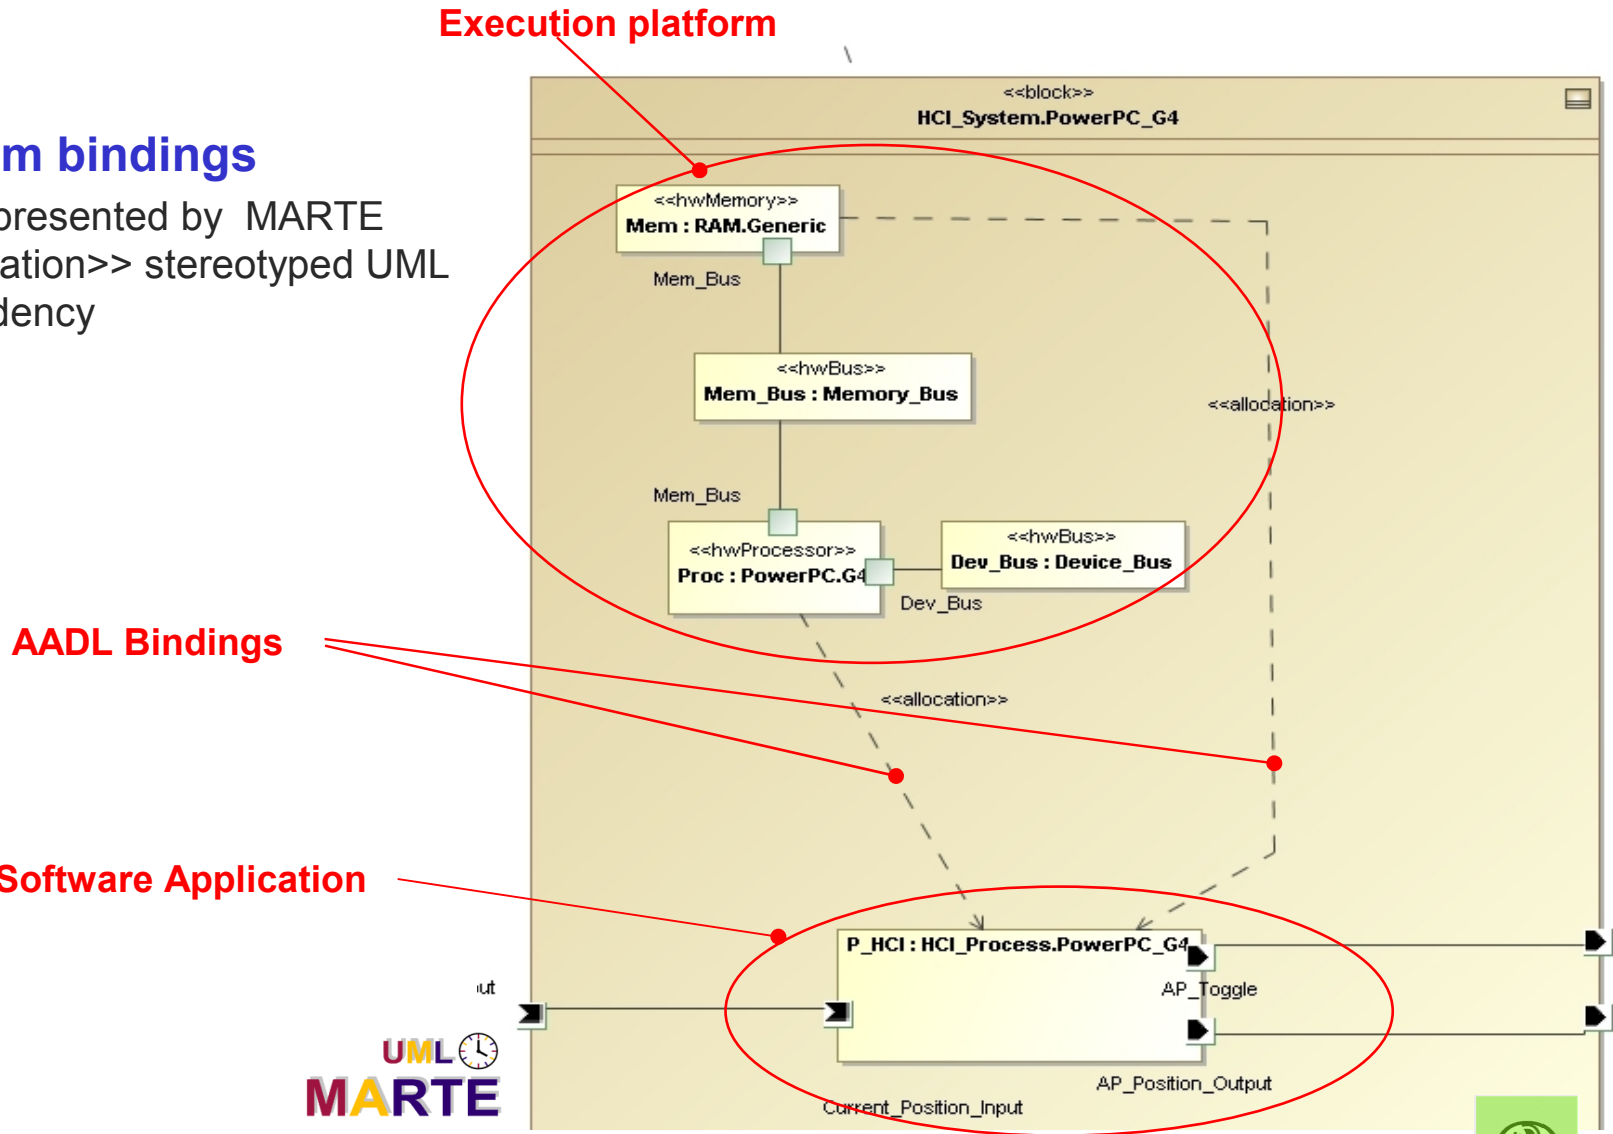 Execution platform
<<block>>
HCI_System.PowerPC_G4
m bindings
presented by MARTE
ation>> stereotyped UML
dency
<<hwMemory>>
Mem : RAM.Generic
Mem_Bus
<<hwBus>>
Mem_Bus : Memory_Bus
<<allocation>>
Mem_Bus
<<hwProcessor>>
Proc : PowerPC.G4
<<hwBus>>
Dev_Bus : Device_Bus
Dev_Bus
AADL Bindings
<<allocation>>
Software Application
P_HCI : HCI_Process.PowerPC_G4
AP_Toggle
ut
AP_Position_Output
Current_Position_Input
UML
MARTE